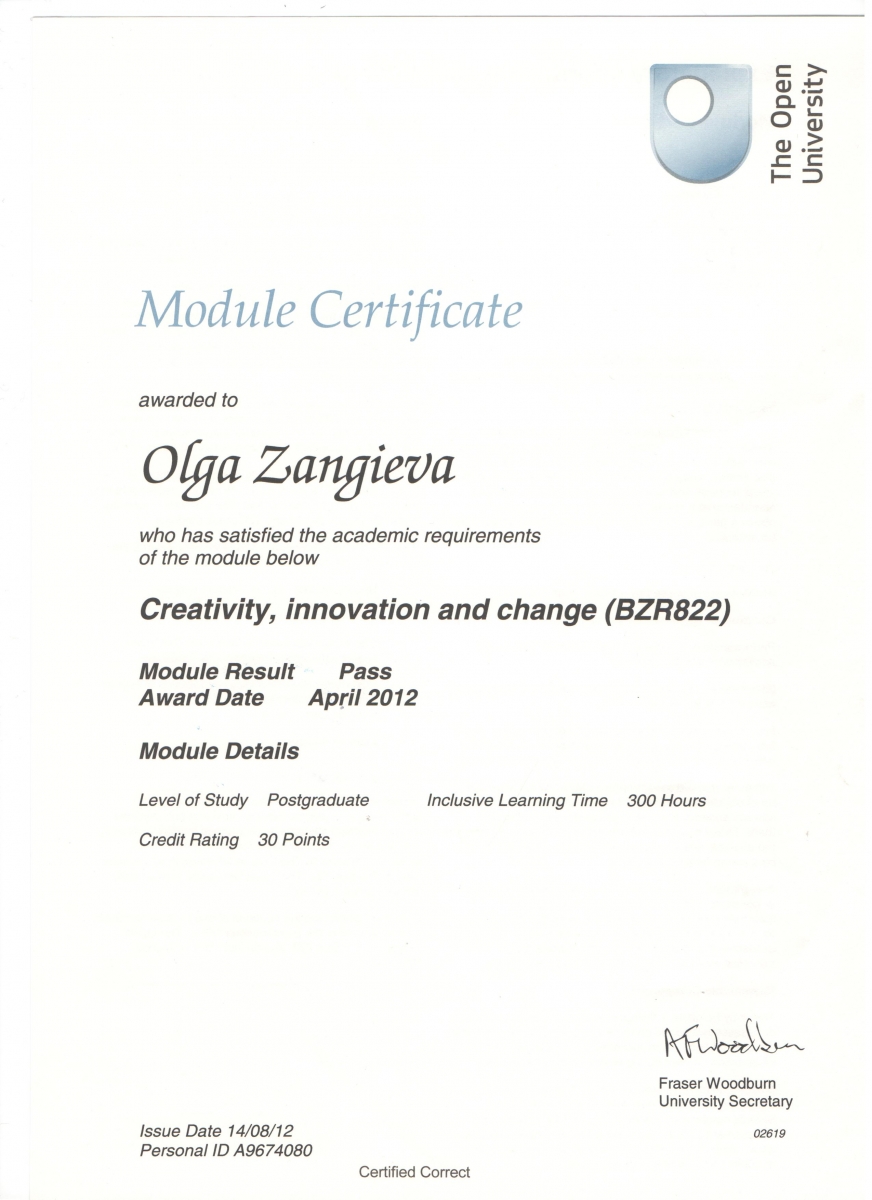 The Open
University
Module Certificate
awarded to
Olga Zangieva
who has satisfied the academic requirements
of the module below
Creativity, innovation and change (BZR822)
Module Result Pass
Award Date April 2012
Module Details
Level of Study Postgraduate Inclusive Learning Time 300 Hours
Credit Rating 30 Points
AFWoodburn
Fraser Woodburn
University Secretary
02619
Issue Date 14/08/12
Personal ID A9674080
Certified Correct